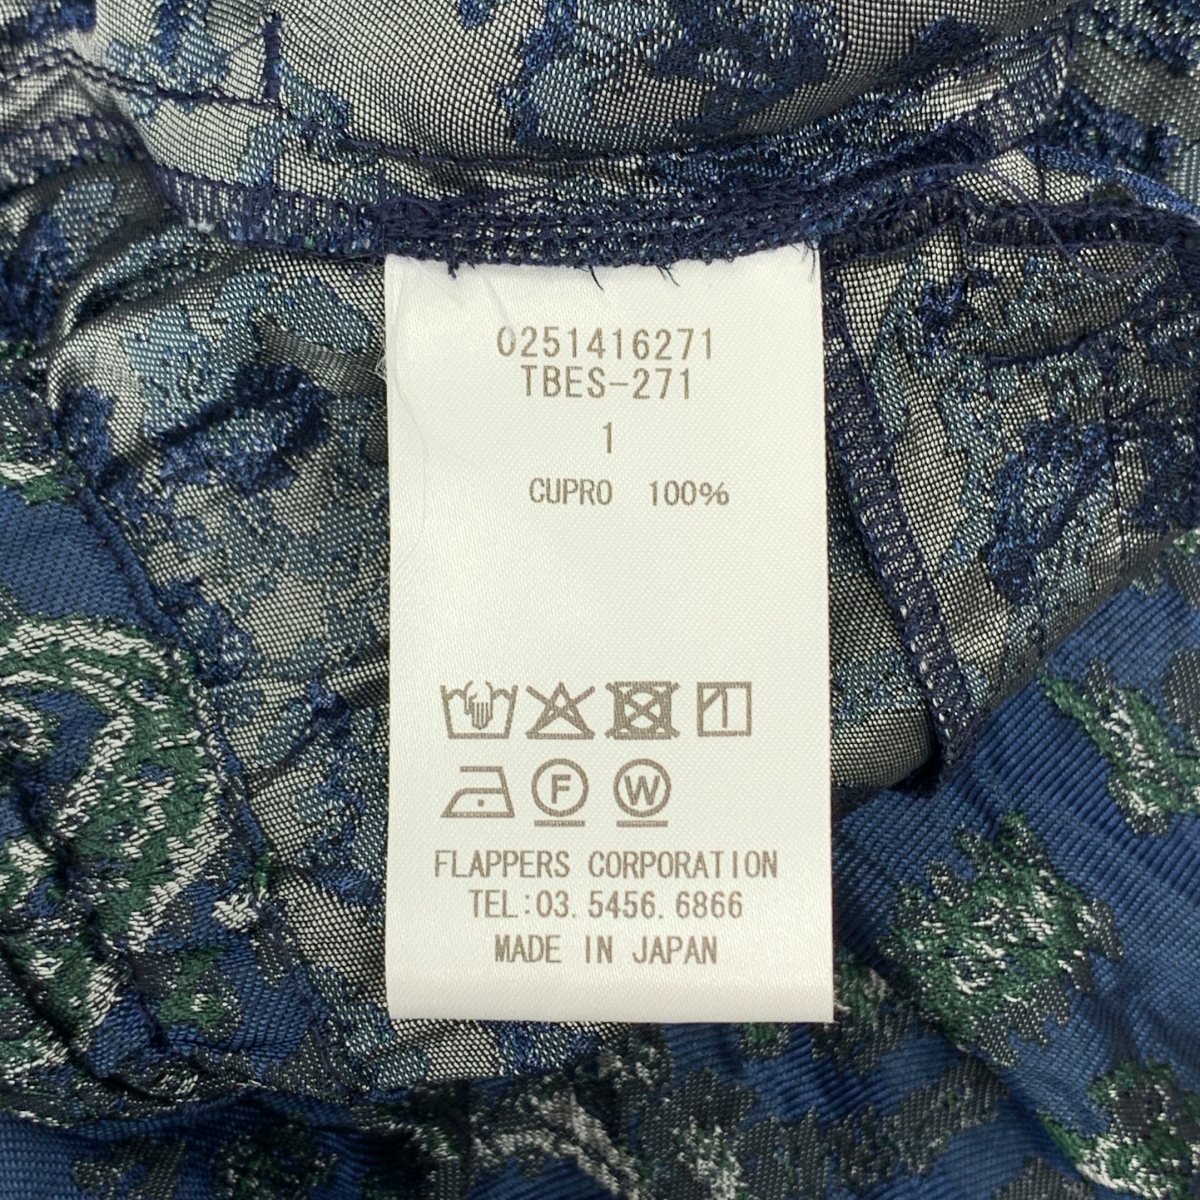 0251416271
TBES-271
1
CUPRO 100%
F W
FLAPPERS CORPORATION
TEL:03.5456.6866
MADE IN JAPAN